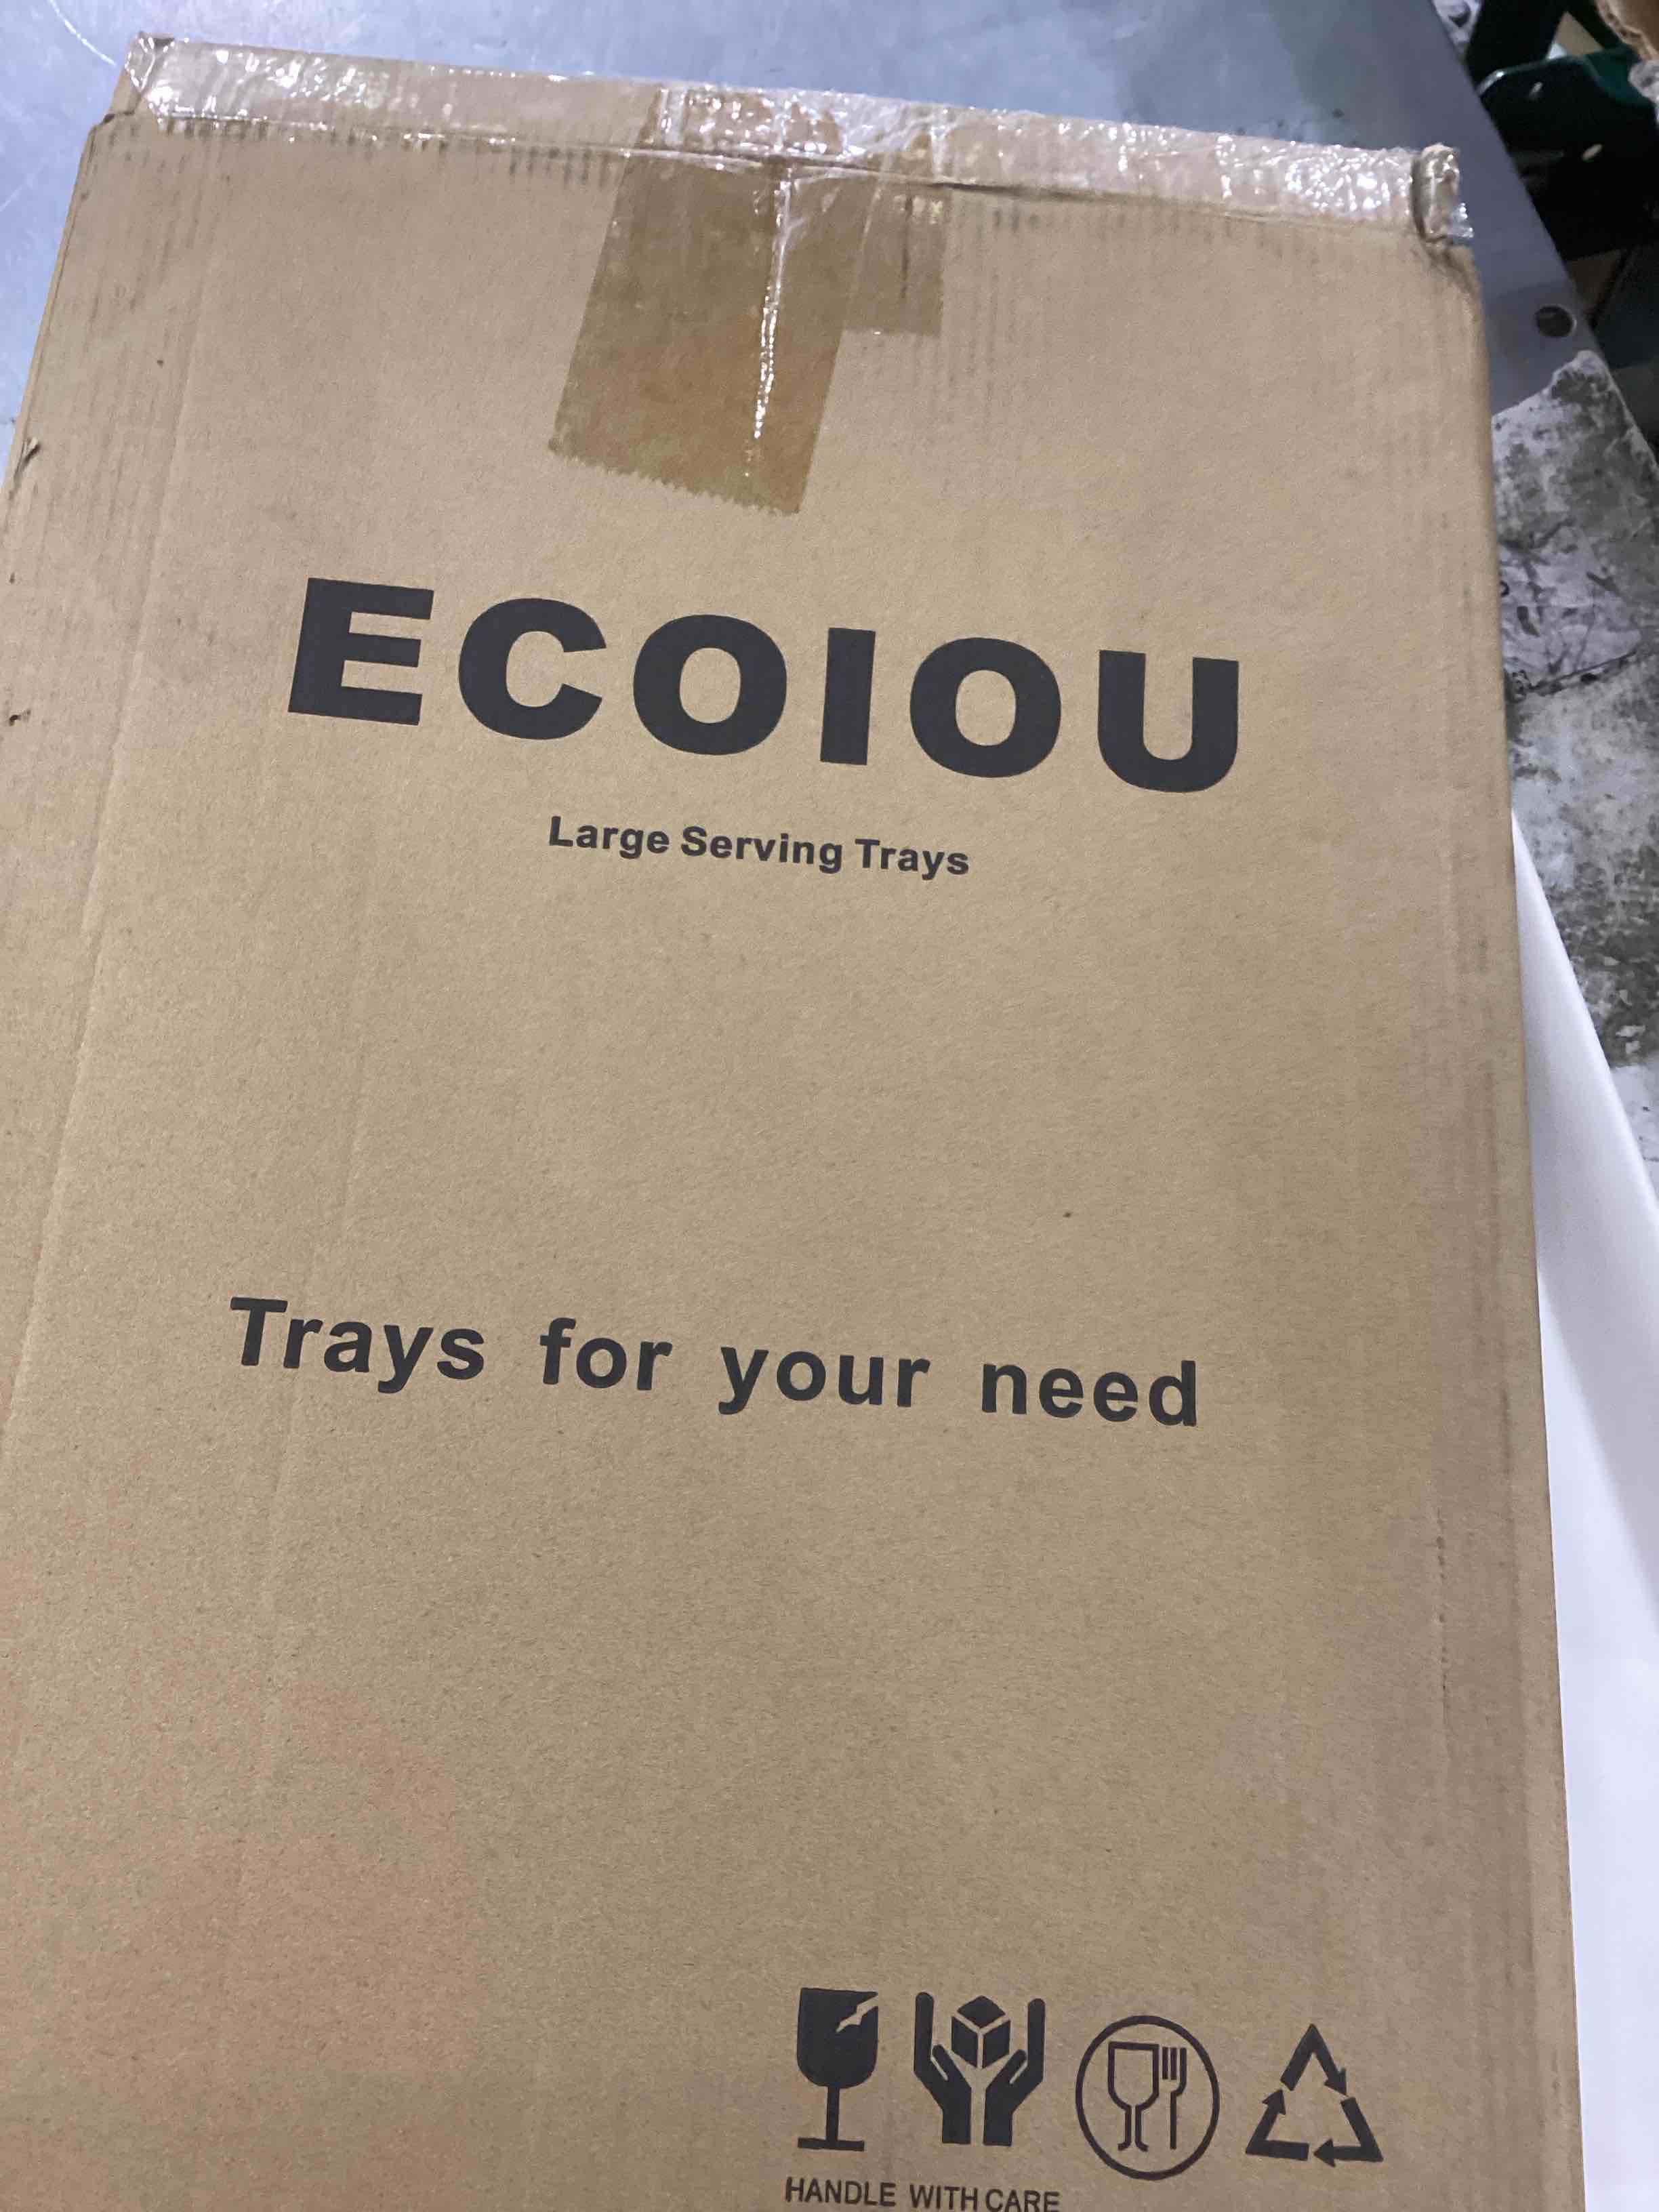 ECOIOU
Large Serving Trays
Trays for your need
HANDLE WITH CARE